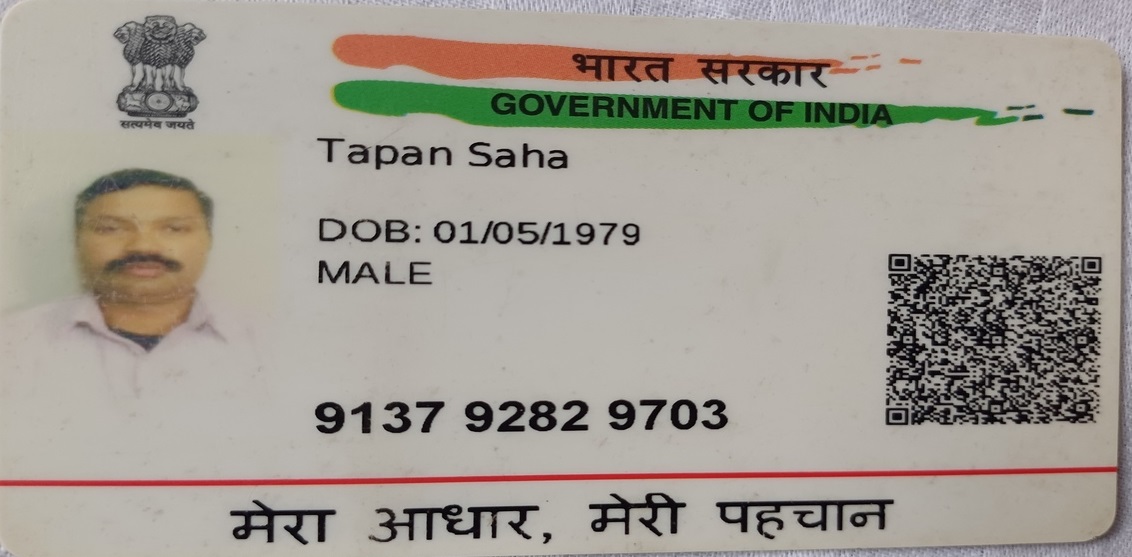 भारत सरकार
GOVERNMENT OF INDIA
सत्यमेव जयते
Tapan Saha
DOB: 01/05/1979
MALE
9137 9282 9703
मेरा आधार, मेरी पहचान